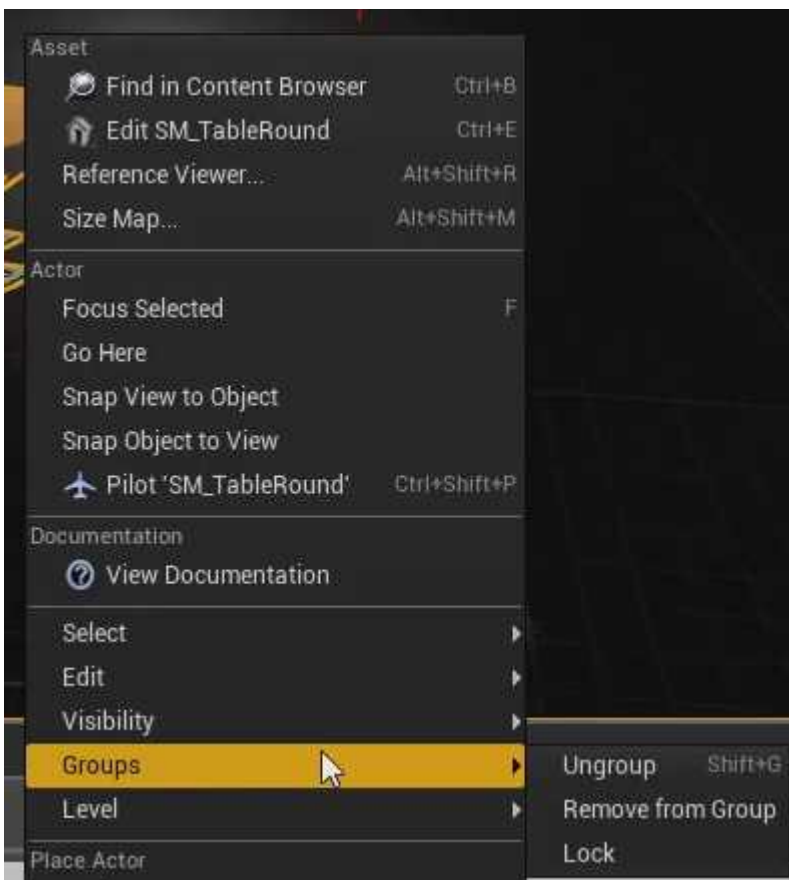 Asset
Find in Content Browser Ctrl+B
Edit SM_TableRound Ctrl+E
Reference Viewer... Alt+Shift+R
Size Map... Alt+Shift+M
Actor
Focus Selected F
Go Here
Snap View to Object
Snap Object to View
Pilot 'SM_TableRound' Ctrl+Shift+P
Documentation
View Documentation
Select
Edit
Visibility
Groups
Ungroup Shift+G
Level
Remove from Group
Place Actor
Lock